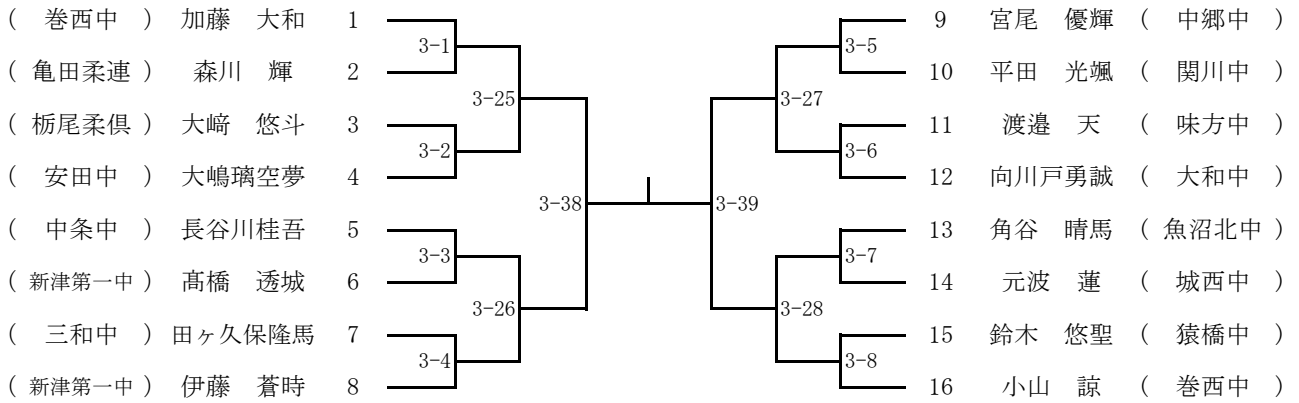 ( 巻西中 ) 加藤 大和 1
3-1
( 亀田柔連 ) 森川 輝 2
3-25
( 栃尾柔倶 ) 大﨑 悠斗 3
3-2
( 安田中 ) 大嶋璃空夢 4
3-38
( 中条中 ) 長谷川桂吾 5
3-3
( 新津第一中 ) 髙橋 透城 6
3-26
( 三和中 ) 田ヶ久保隆馬 7
3-4
( 新津第一中 ) 伊藤 蒼時 8
9 宮尾 優輝 ( 中郷中 )
3-5
10 平田 光颯 ( 関川中 )
3-27
11 渡邉 天 ( 味方中 )
3-6
12 向川戸勇誠 ( 大和中 )
3-39
13 角谷 晴馬 ( 魚沼北中 )
3-7
14 元波 蓮 ( 城西中 )
3-28
15 鈴木 悠聖 ( 猿橋中 )
3-8
16 小山 諒 ( 巻西中 )